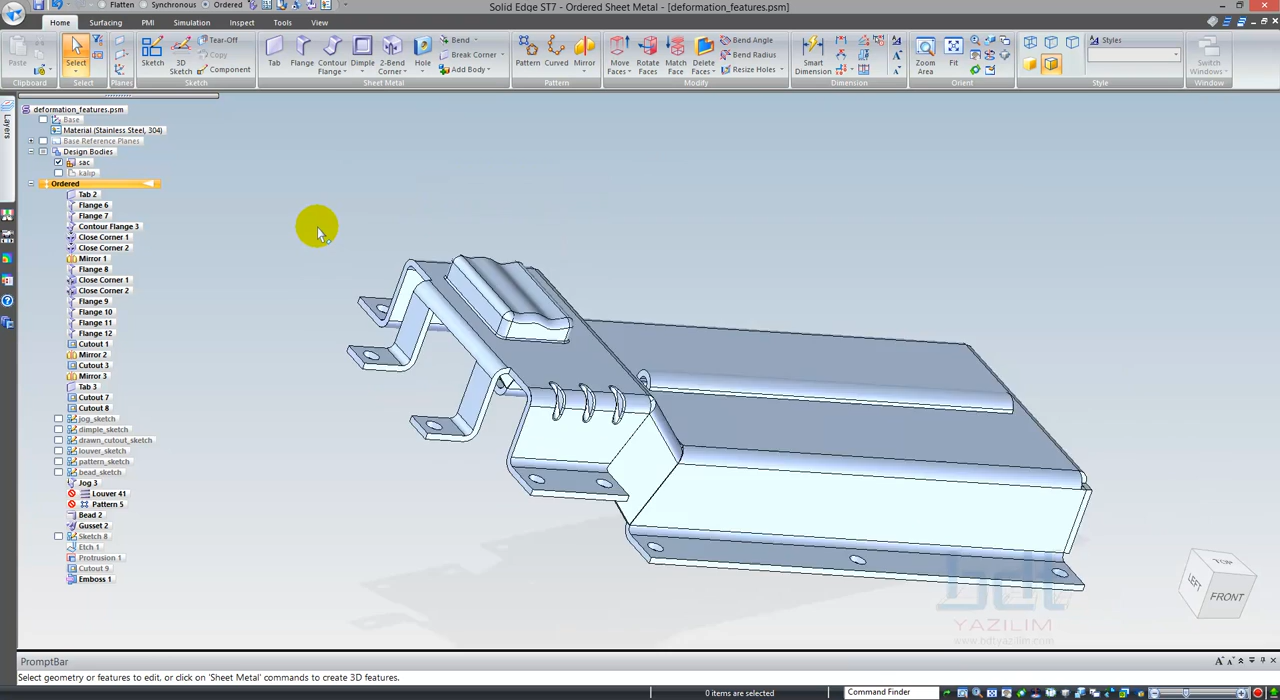 Flatten Synchronous Ordered
Solid Edge ST7 - Ordered Sheet Metal - [deformation_features.psm]
Home Surfacing PMI Simulation Inspect Tools View
Paste
Select
Sketch
3D Sketch
Tear-Off
Copy
Component
Tab
Flange
Contour Flange
Dimple
2-Bend Corner
Hole
Bend
Break Corner
Add Body
Pattern
Curved
Mirror
Move Faces
Rotate Faces
Match Face
Delete Faces
Bend Angle
Bend Radius
Resize Holes
Smart Dimension
Zoom Area
Fit
Styles
Switch Windows
Clipboard Select Planes Sketch Sheet Metal Pattern Modify Dimension Orient Style Window
Layers
deformation_features.psm
Base
Material (Stainless Steel, 304)
Base Reference Planes
Design Bodies
sac
kalip
Ordered
Tab 2
Flange 6
Flange 7
Contour Flange 3
Close Corner 1
Close Corner 2
Mirror 1
Flange 8
Close Corner 1
Close Corner 2
Flange 9
Flange 10
Flange 11
Flange 12
Cutout 1
Mirror 2
Cutout 3
Mirror 3
Tab 3
Cutout 7
Cutout 8
jog_sketch
dimple_sketch
drawn_cutout_sketch
louver_sketch
pattern_sketch
bead_sketch
Jog 3
Louver 41
Pattern 5
Bead 2
Gusset 2
Sketch 8
Etch 1
Protrusion 1
Cutout 9
Emboss 1
TOP
LEFT
FRONT
bdt
YAZILIM
www.bdtyazilim.com
PromptBar
Select geometry or features to edit, or click on 'Sheet Metal' commands to create 3D features.
0 items are selected
Command Finder